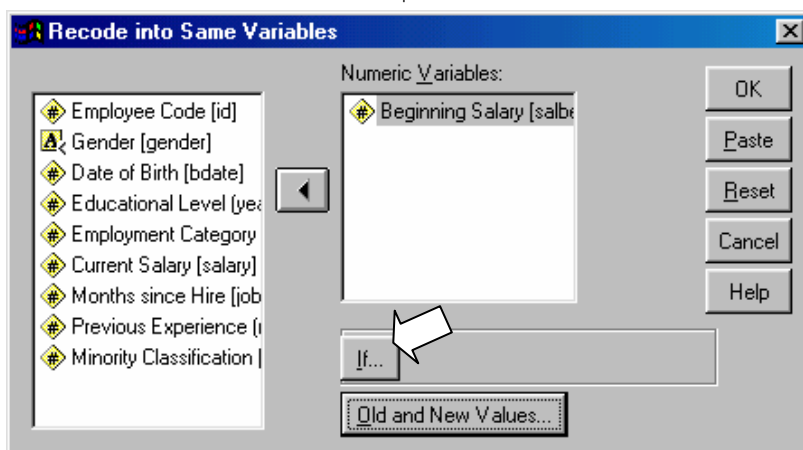 Recode into Same Variables
Numeric Variables:
Employee Code [id]
Gender [gender]
Date of Birth [bdate]
Educational Level (yea
Employment Category
Current Salary [salary]
Months since Hire [job
Previous Experience (r
Minority Classification [
Beginning Salary [salbe
If...
Old and New Values...
OK
Paste
Reset
Cancel
Help